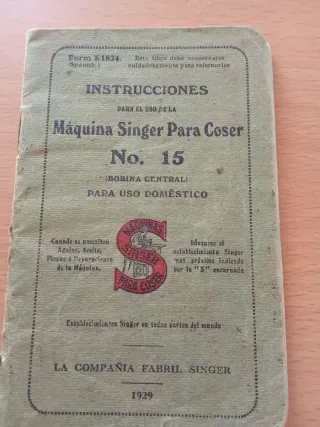 Form K1824.
(Spanish)
Este libro debe conservarse
cuidadosamente para referencias
INSTRUCCIONES
PARA EL USO DE LA
Máquina Singer Para Coser
No. 15
(BOBINA CENTRAL)
PARA USO DOMÉSTICO
MAQUINAS
SINGER
PARA COSER
Cuando se necesiten
Agujas, Aceite,
Piezas ó Reparaciones
de la Máquina.
establecimiento Singer
mas próximo indicado
por la "S" encarnada
Establecimientos Singer en todas partes del mundo
LA COMPAÑIA FABRIL SINGER
1929